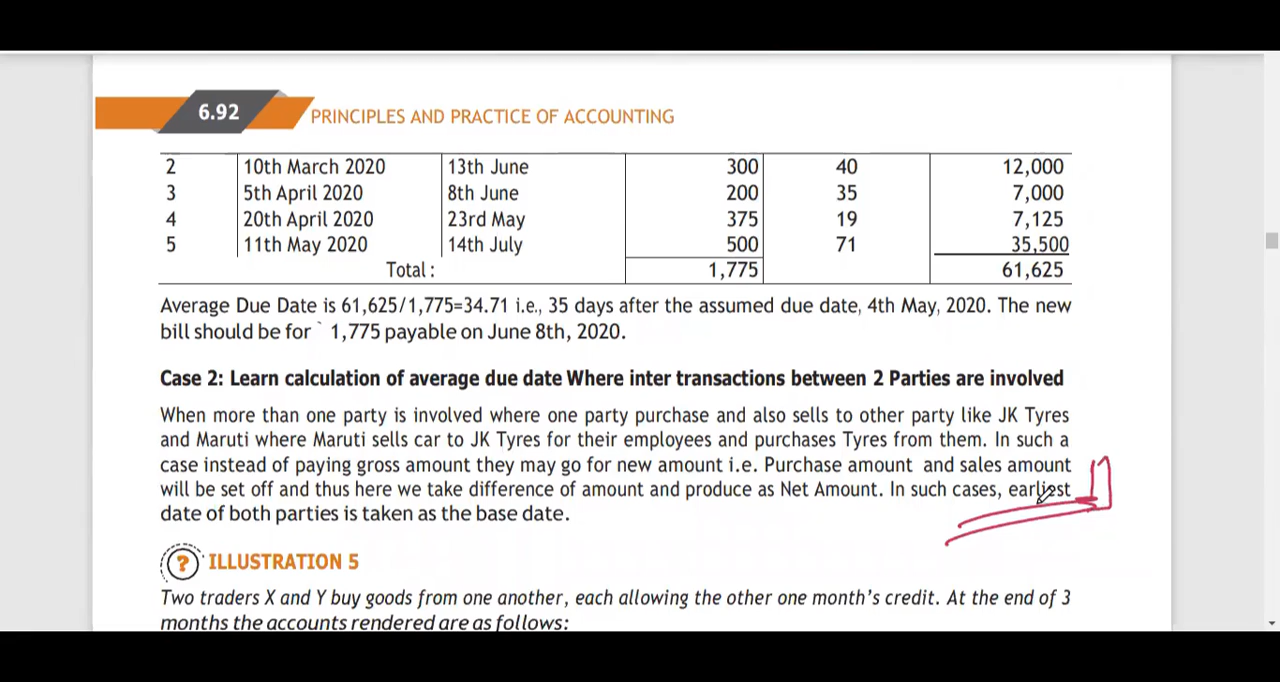 6.92 PRINCIPLES AND PRACTICE OF ACCOUNTING
2 10th March 2020 13th June 300 40 12,000
3 5th April 2020 8th June 200 35 7,000
4 20th April 2020 23rd May 375 19 7,125
5 11th May 2020 14th July 500 71 35,500
Total : 1,775 61,625
Average Due Date is 61,625/1,775=34.71 i.e., 35 days after the assumed due date, 4th May, 2020. The new
bill should be for ` 1,775 payable on June 8th, 2020.
Case 2: Learn calculation of average due date Where inter transactions between 2 Parties are involved
When more than one party is involved where one party purchase and also sells to other party like JK Tyres
and Maruti where Maruti sells car to JK Tyres for their employees and purchases Tyres from them. In such a
case instead of paying gross amount they may go for new amount i.e. Purchase amount and sales amount
will be set off and thus here we take difference of amount and produce as Net Amount. In such cases, earliest
date of both parties is taken as the base date.
? ILLUSTRATION 5
Two traders X and Y buy goods from one another, each allowing the other one month's credit. At the end of 3
months the accounts rendered are as follows: